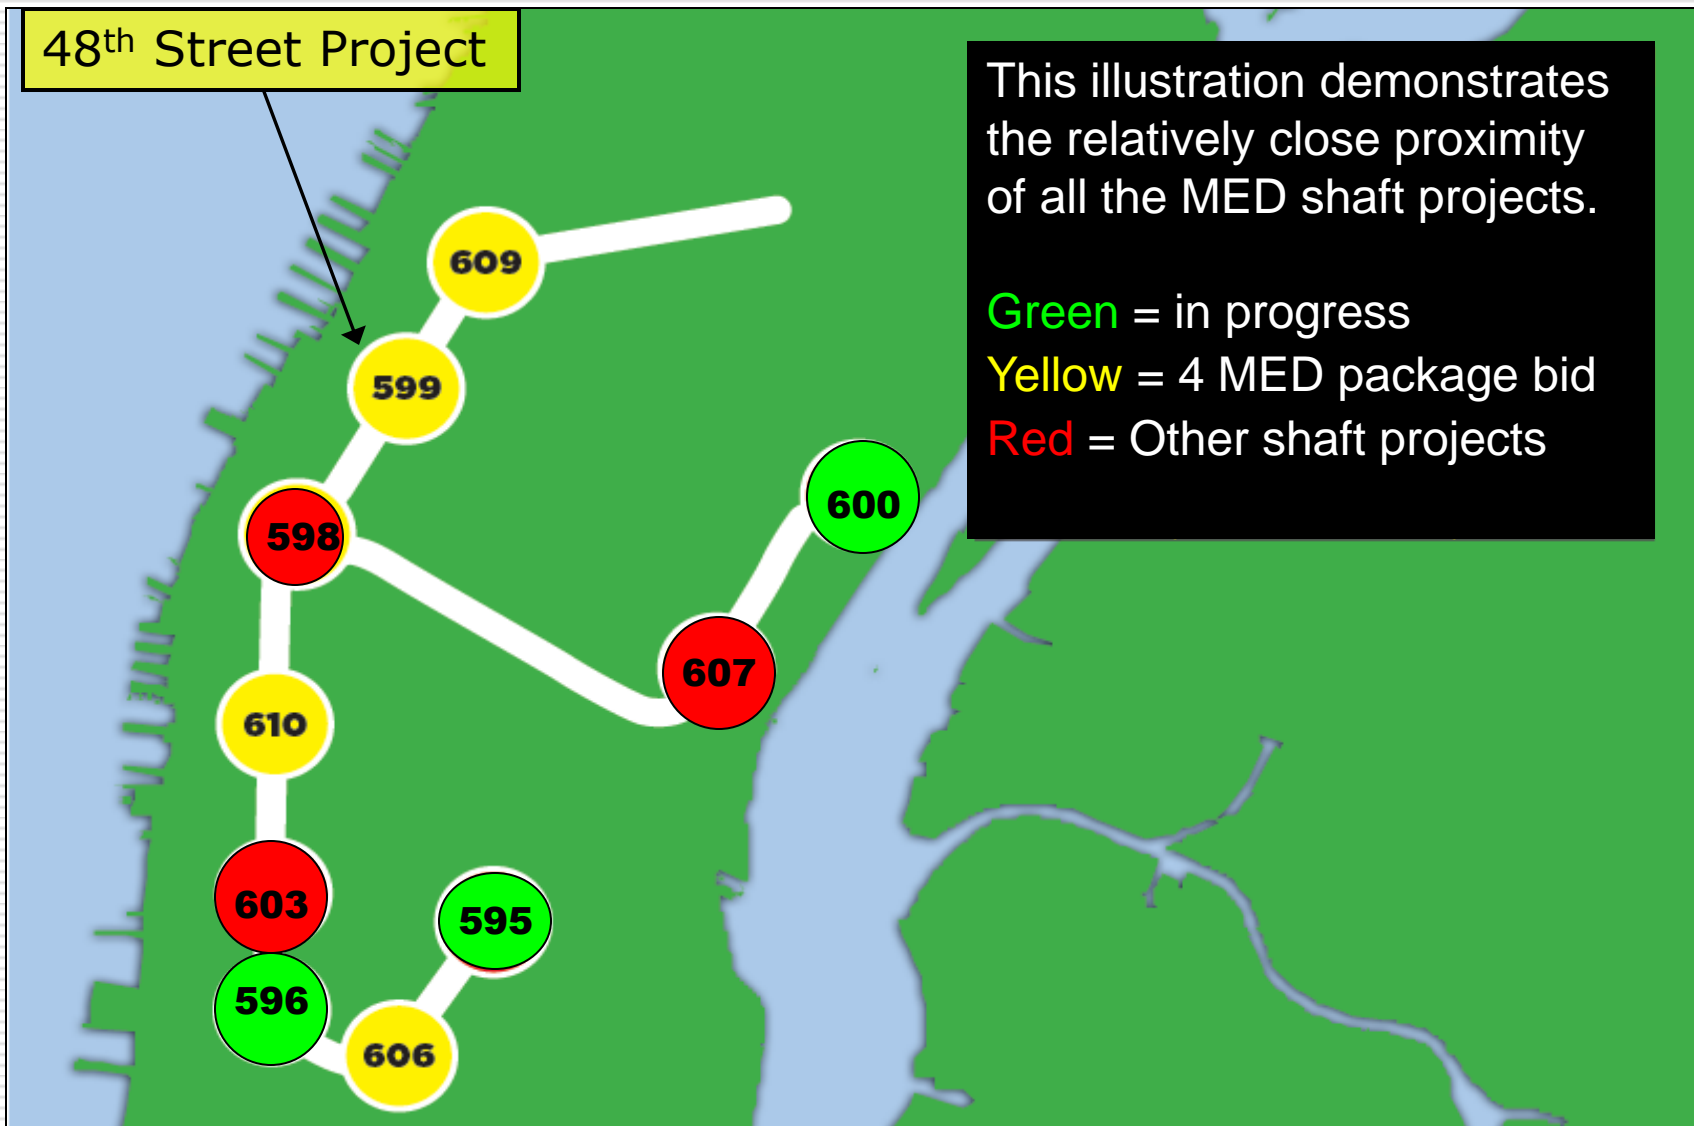 48th Street Project
This illustration demonstrates
the relatively close proximity
of all the MED shaft projects.
Green = in progress
Yellow = 4 MED package bid
Red = Other shaft projects
609
599
600
598
607
610
603
595
596
606